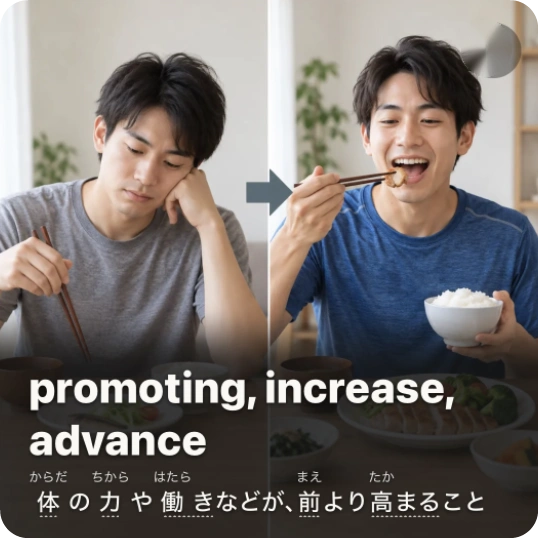 promoting, increase,
advance
からだ ちから はたら まえ たか
体の力や働きなどが、前より高まること